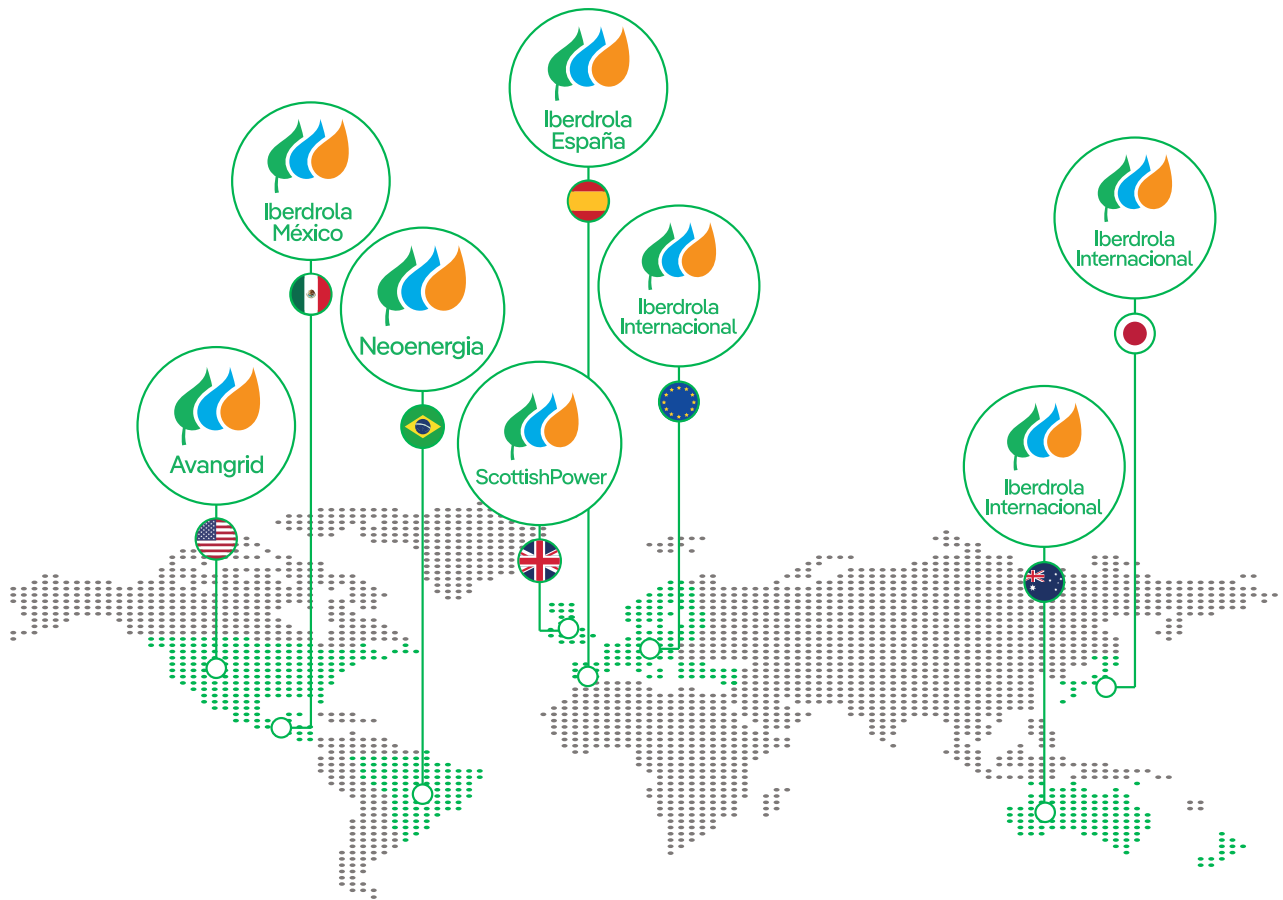 Iberdrola
España
Iberdrola
México
Iberdrola
Internacional
Iberdrola
Internacional
Neoenergia
Avangrid
ScottishPower
Iberdrola
Internacional